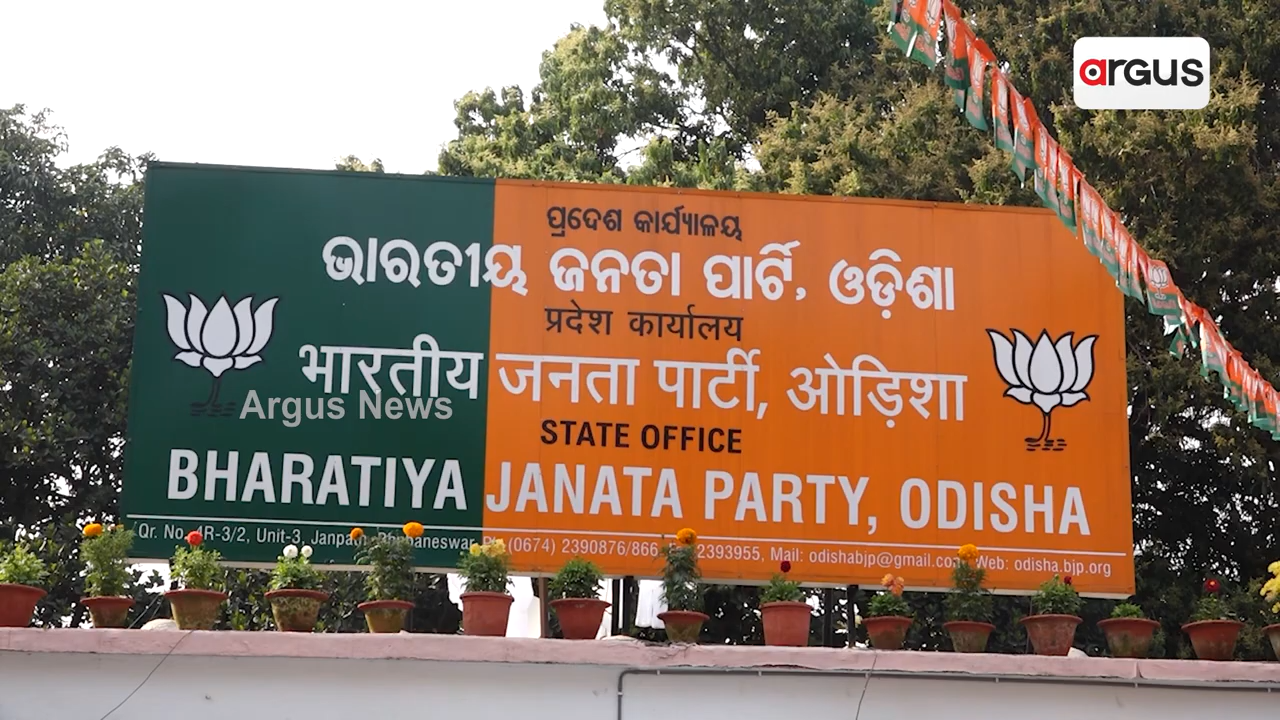 argus
ପ୍ରଦେଶ କାର୍ଯ୍ୟାଳୟ
ଭାରତୀୟ ଜନତା ପାର୍ଟି, ଓଡ଼ିଶା
प्रदेश कार्यालय
भारतीय जनता पार्टी, ओड़िशा
Argus News
STATE OFFICE
BHARATIYA JANATA PARTY, ODISHA
Qr. No. 4R-3/2, Unit-3, Bhubaneswar, (0674) 2390876/866, 2393955, Mail: odishabjp@gmail.com Web: odisha.bjp.org